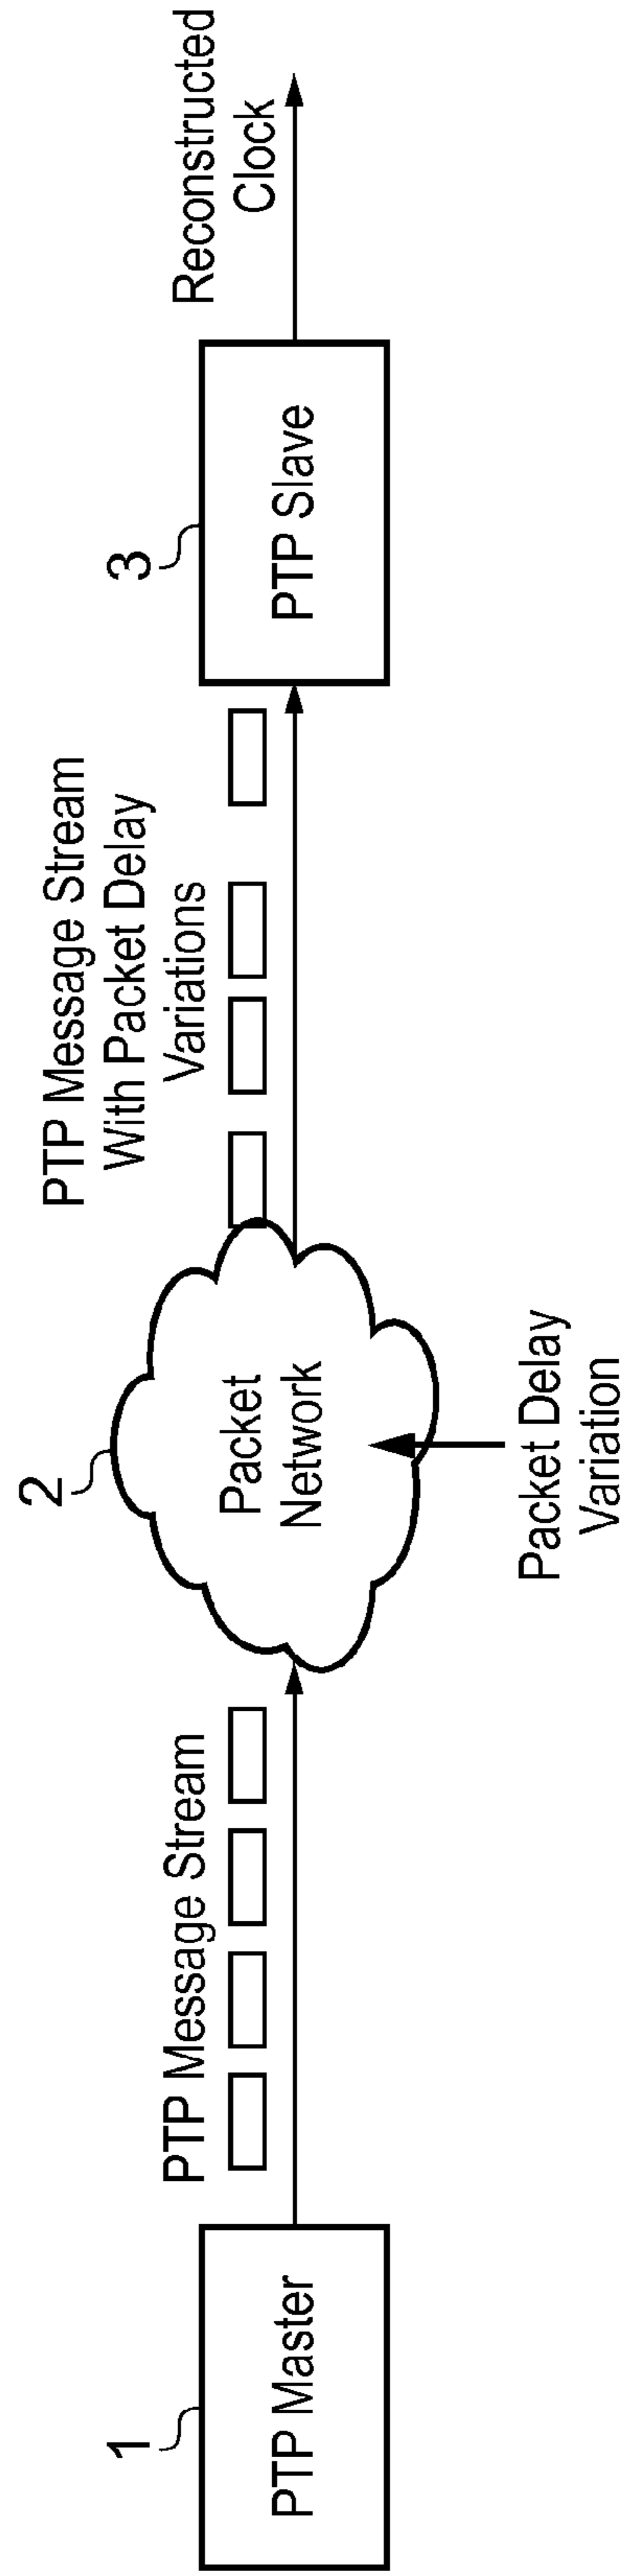 1
PTP Master
PTP Message Stream
2
Packet
Network
Packet Delay
Variation
PTP Message Stream
With Packet Delay
Variations
3
PTP Slave
Reconstructed
Clock